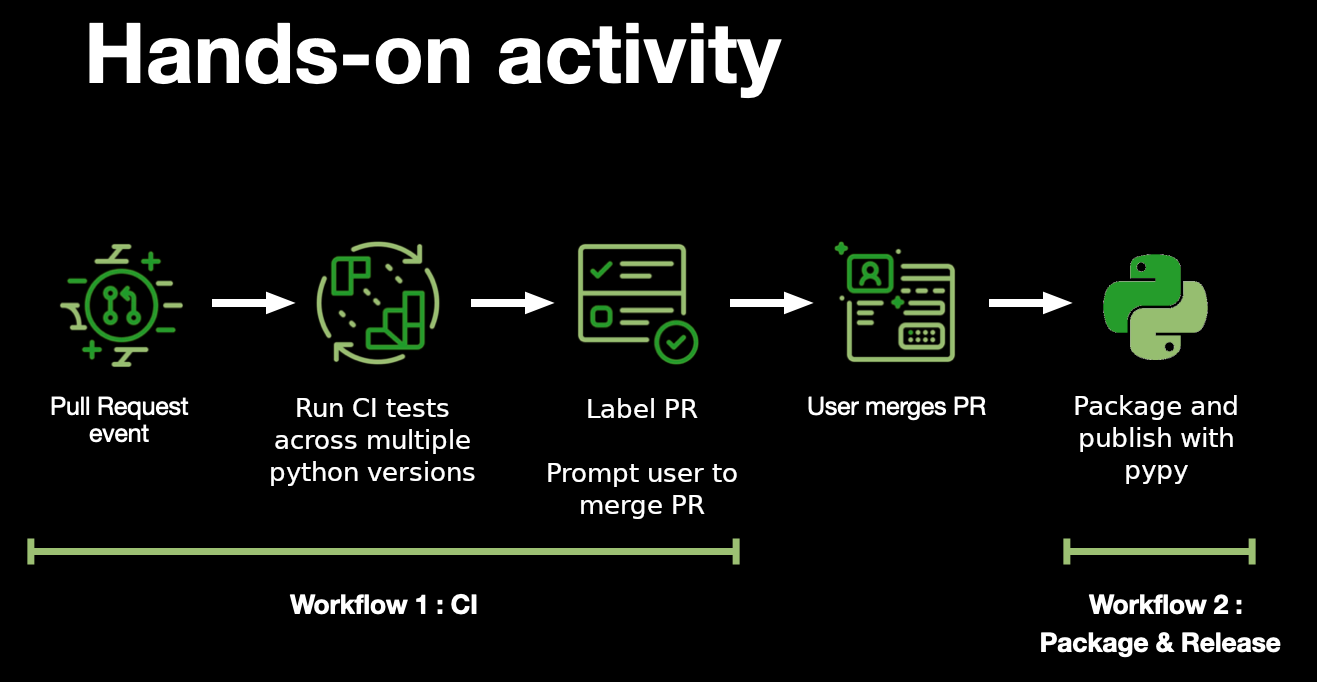 Hands-on activity
Pull Request
event
Run CI tests
across multiple
python versions
Label PR
Prompt user to
merge PR
User merges PR
Package and
publish with
pypy
Workflow 1 : CI
Workflow 2 :
Package & Release